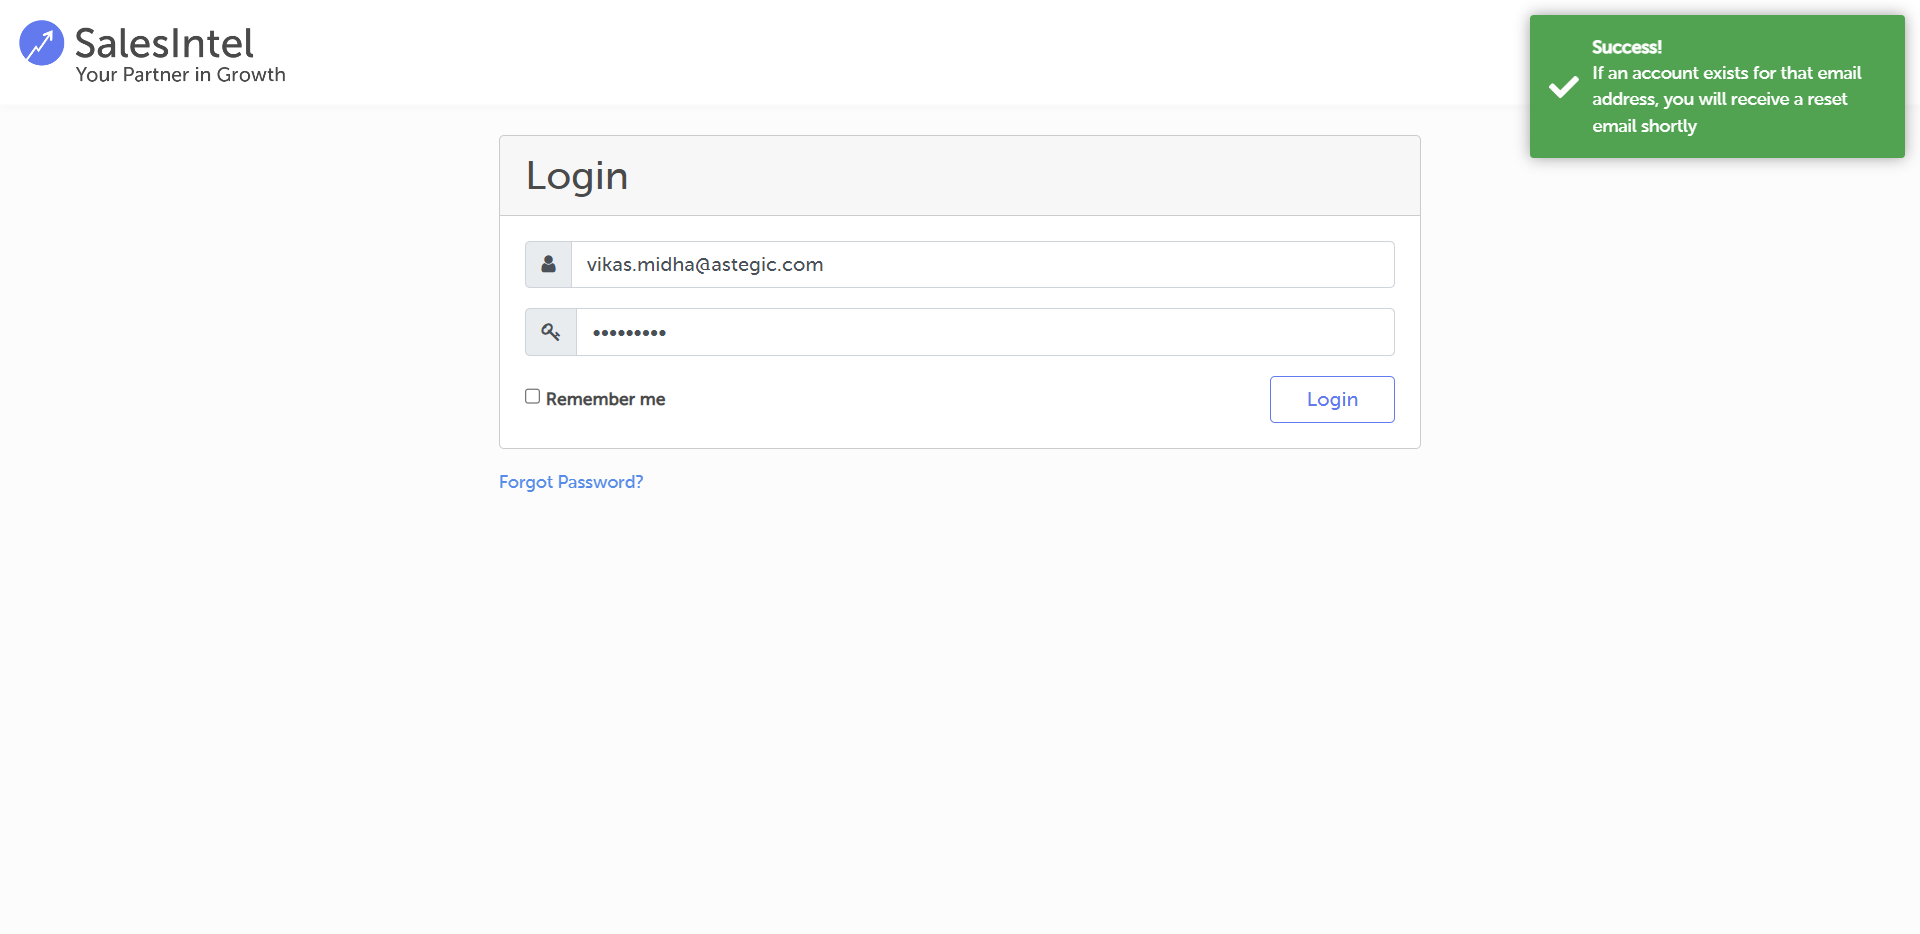 SalesIntel
Your Partner in Growth
Success!
If an account exists for that email
address, you will receive a reset
email shortly
Login
vikas.midha@astegic.com
•••••••••
Remember me
Login
Forgot Password?